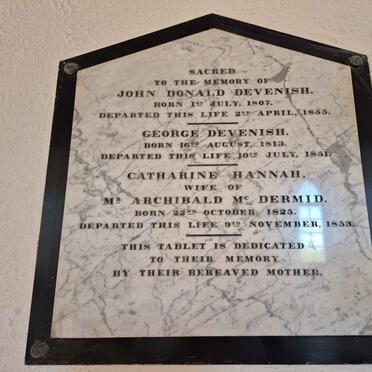 SACRED
TO THE MEMORY OF
JOHN DONALD DEVENISH.
BORN 1ST JULY, 1807.
DEPARTED THIS LIFE 2ND APRIL, 1855.
GEORGE DEVENISH.
BORN 16TH AUGUST, 1813.
DEPARTED THIS LIFE 10TH JULY, 1851.
CATHARINE HANNAH,
WIFE OF
MR ARCHIBALD MC DERMID.
BORN 22ND OCTOBER, 1825.
DEPARTED THIS LIFE 9TH NOVEMBER, 1853.
THIS TABLET IS DEDICATED
TO THEIR MEMORY
BY THEIR BEREAVED MOTHER.